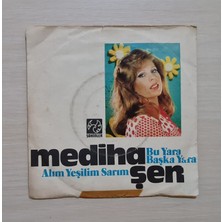 Bu Yara
mediha Başka Yara
Alım Yeşilim Sarım şen